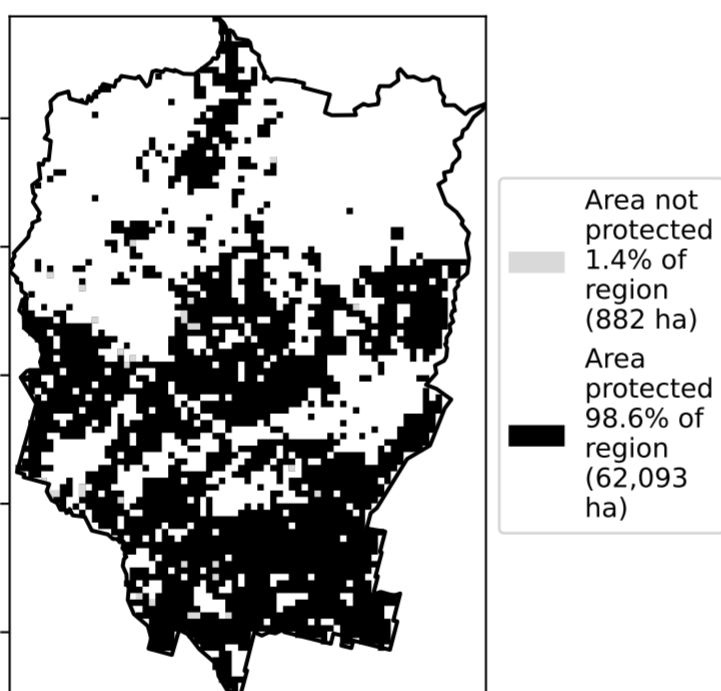 Area not
protected
1.4% of
region
(882 ha)
Area
protected
98.6% of
region
(62,093
ha)